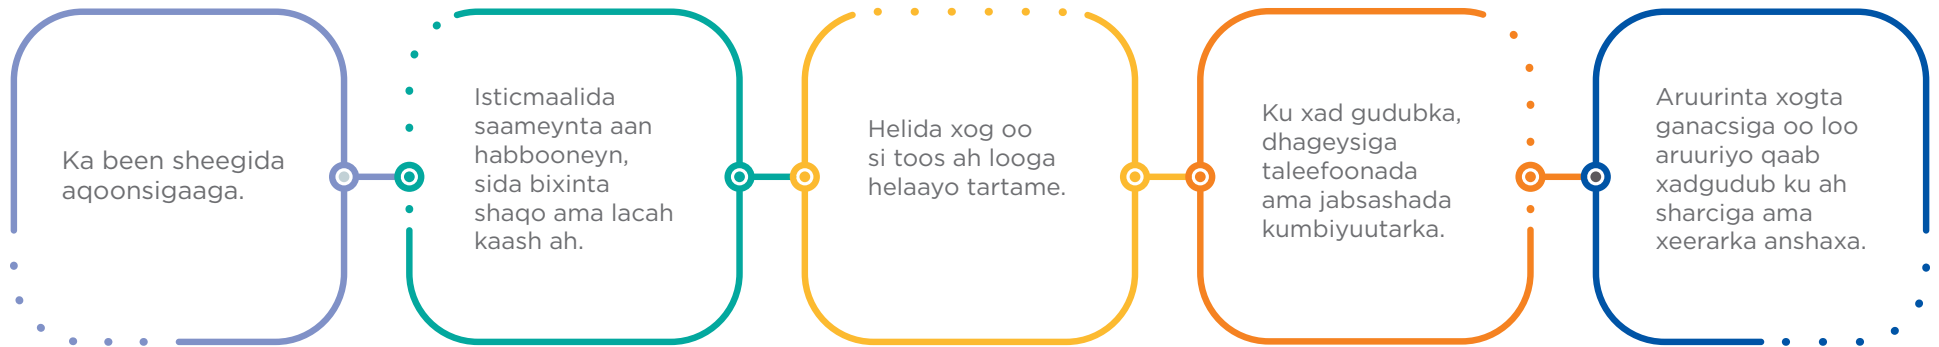 Ka been sheegida
aqoonsigaaga.
Isticmaalida
saameynta aan
habbooneyn,
sida bixinta
shaqo ama lacah
kaash ah.
Helida xog oo
si toos ah looga
helaayo tartame.
Ku xad gudubka,
dhageysiga
taleefoonada
ama jabsashada
kumbiyuutarka.
Aruurinta xogta
ganacsiga oo loo
aruuriyo qaab
xadgudub ku ah
sharciga ama
xeerarka anshaxa.